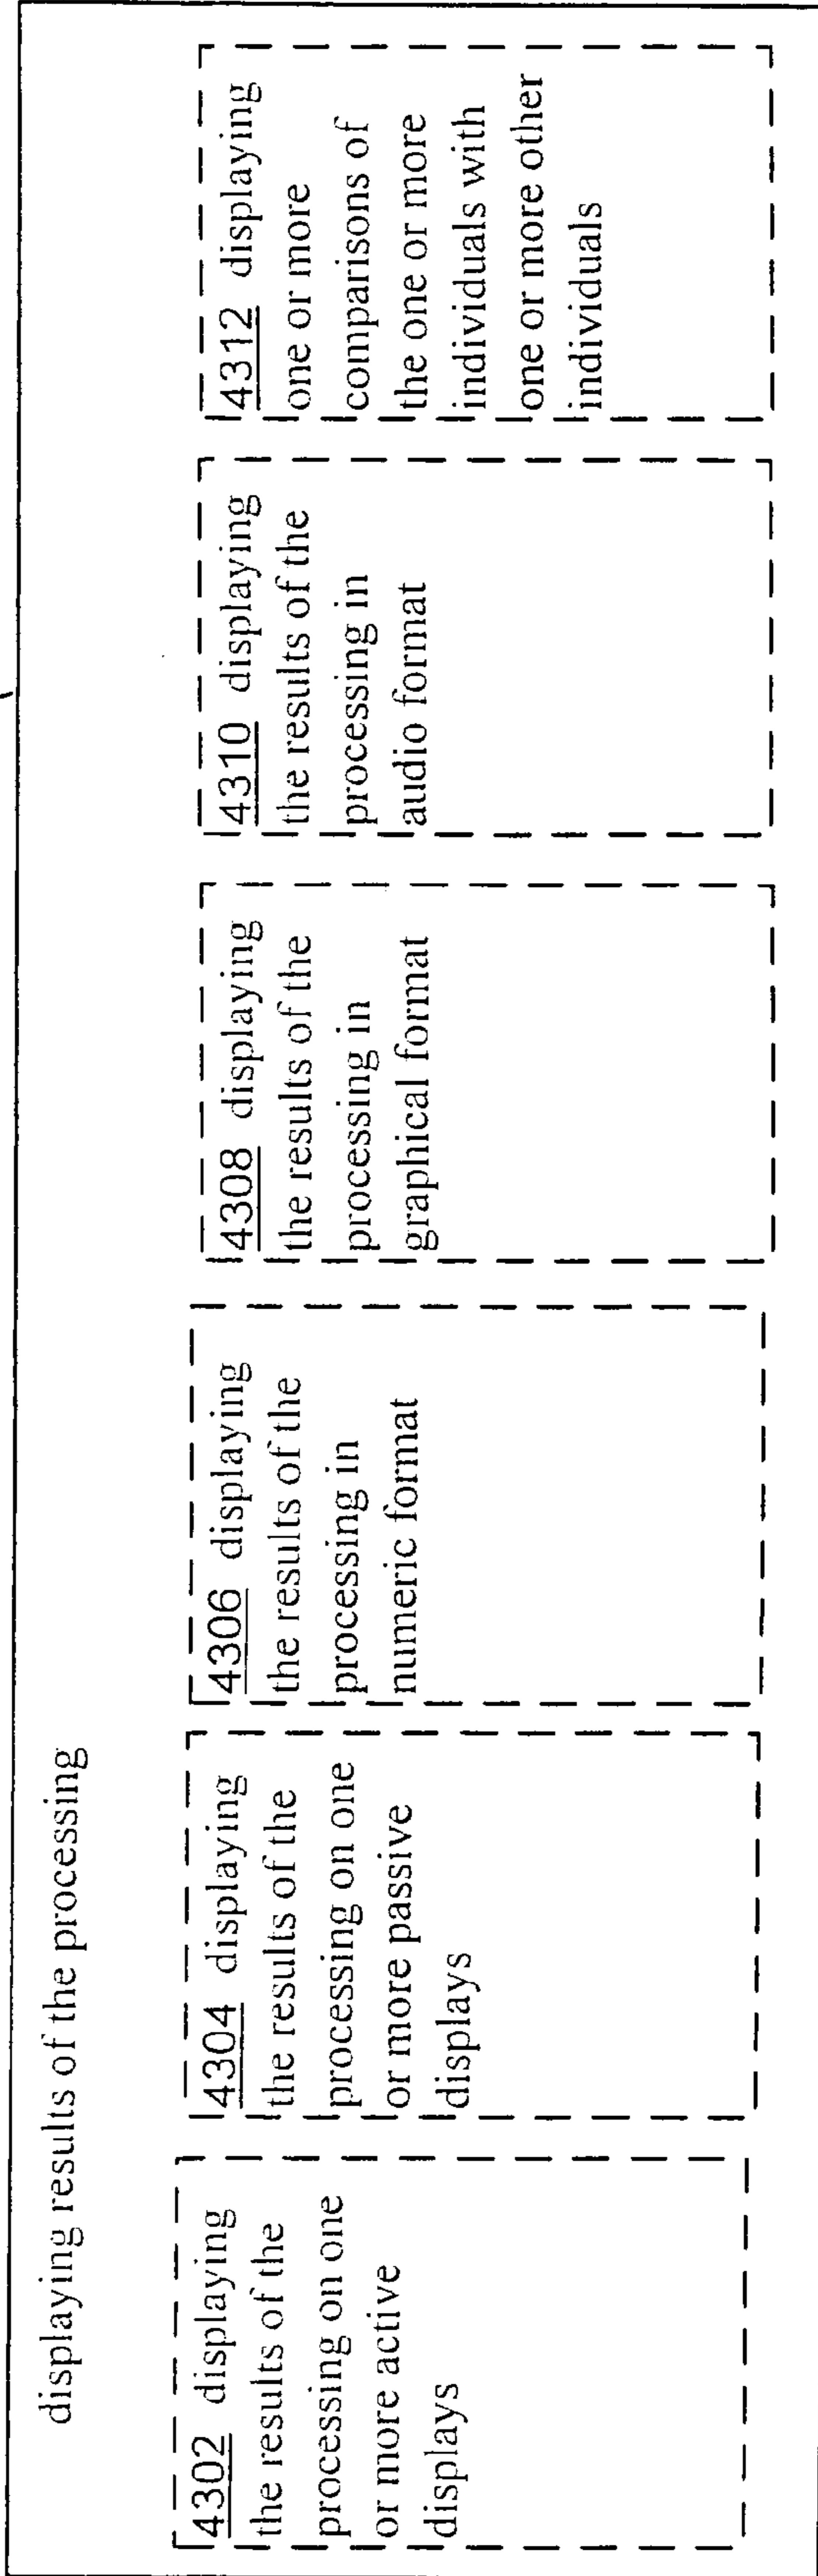 displaying results of the processing
4302 displaying
the results of the
processing on one
or more active
displays
4304 displaying
the results of the
processing on one
or more passive
displays
4306 displaying
the results of the
processing in
numeric format
4308 displaying
the results of the
processing in
graphical format
4310 displaying
the results of the
processing in
audio format
4312 displaying
one or more
comparisons of
the one or more
individuals with
one or more other
individuals